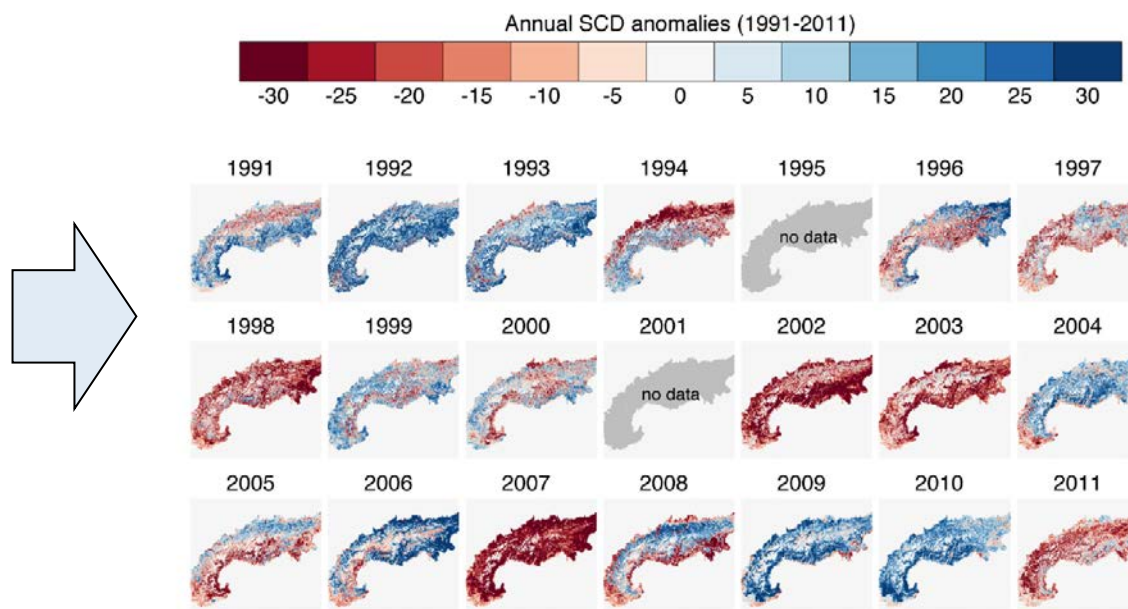 Annual SCD anomalies (1991-2011)
-30 -25 -20 -15 -10 -5 0 5 10 15 20 25 30
1991 1992 1993 1994 1995 1996 1997
no data
1998 1999 2000 2001 2002 2003 2004
no data
2005 2006 2007 2008 2009 2010 2011